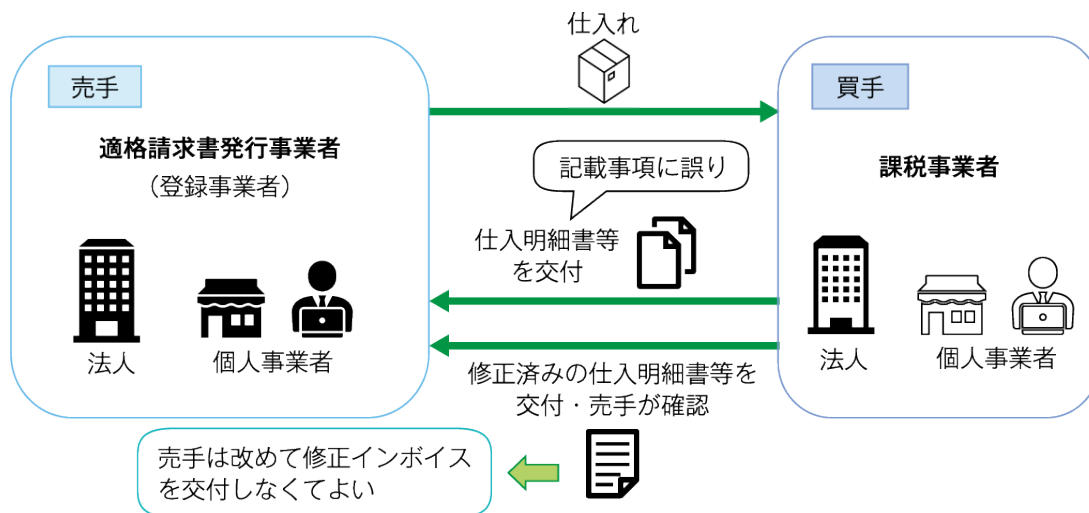 仕入れ
売手
買手
適格請求書発行事業者
（登録事業者）
課税事業者
記載事項に誤り
仕入明細書等
を交付
法人
個人事業者
法人
個人事業者
修正済みの仕入明細書等を
交付・売手が確認
売手は改めて修正インボイス
を交付しなくてよい